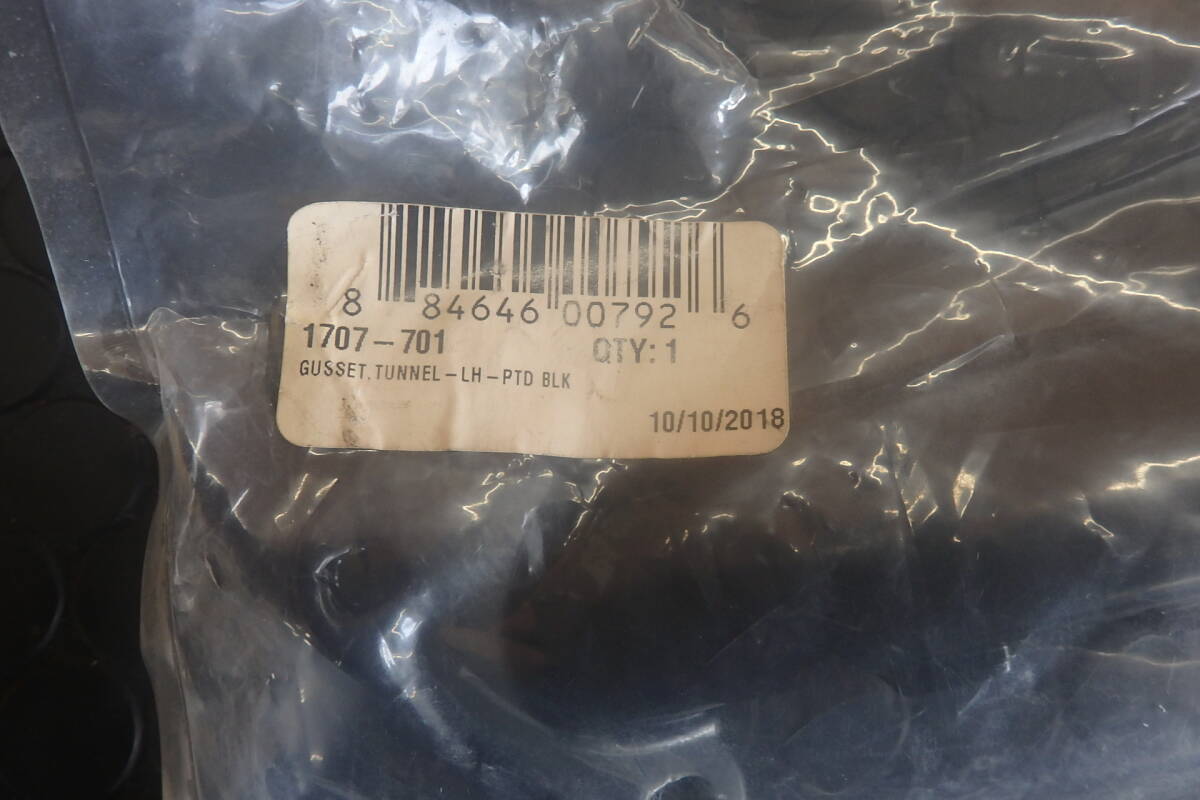 8 84646 00792 6
1707-701 QTY: 1
GUSSET, TUNNEL-LH-PTD BLK
10/10/2018